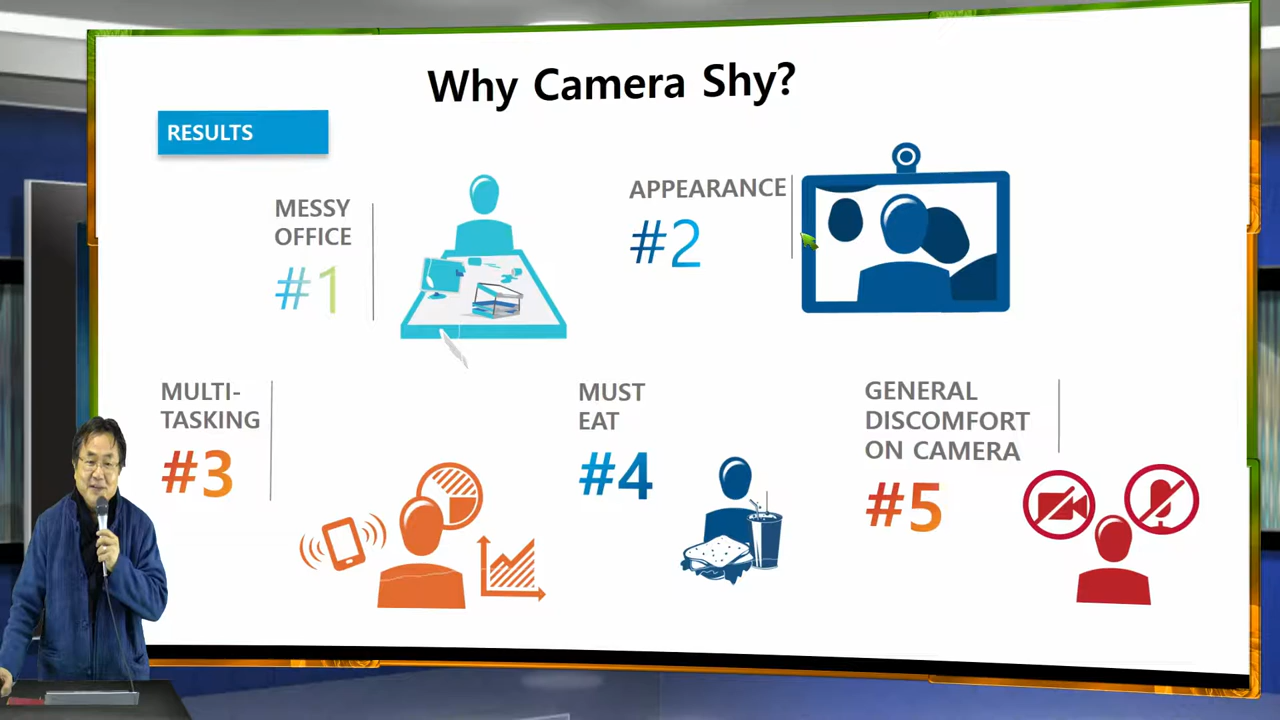 Why Camera Shy?
RESULTS
MESSY
OFFICE
#1
APPEARANCE
#2
MULTI-
TASKING
#3
MUST
EAT
#4
GENERAL
DISCOMFORT
ON CAMERA
#5